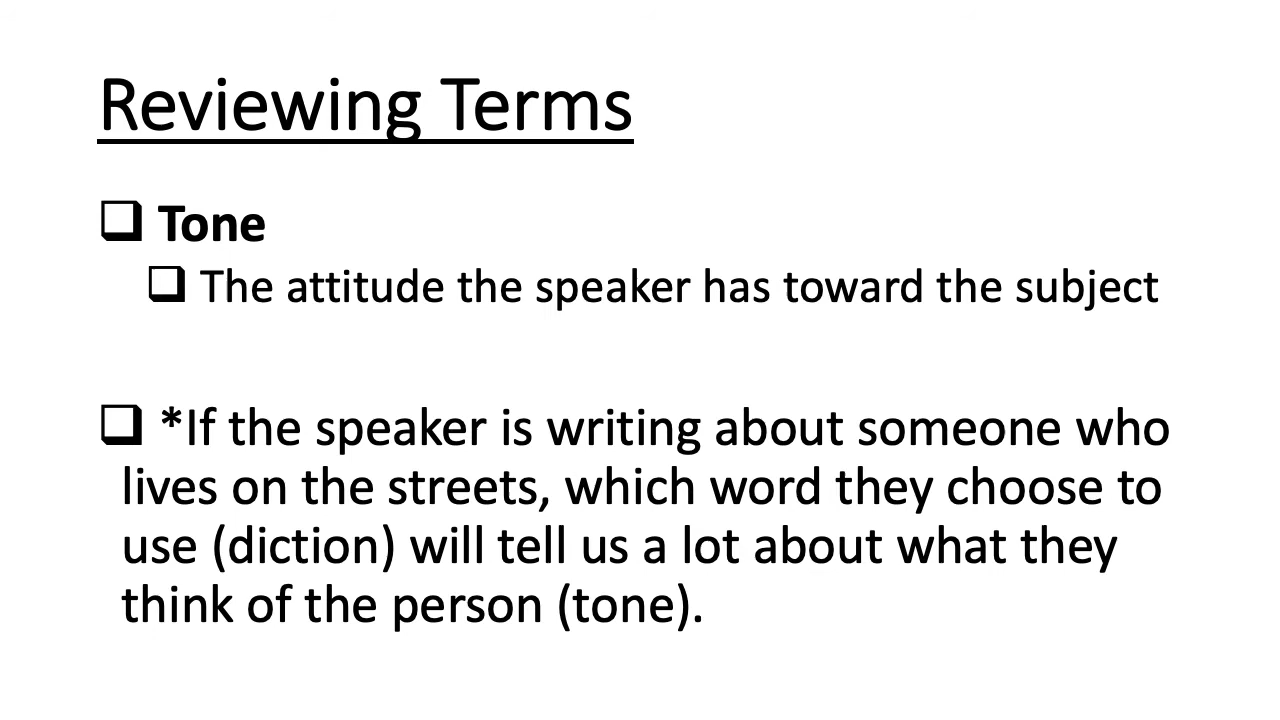 Reviewing Terms
❑ Tone
❑ The attitude the speaker has toward the subject
❑ *If the speaker is writing about someone who
lives on the streets, which word they choose to
use (diction) will tell us a lot about what they
think of the person (tone).